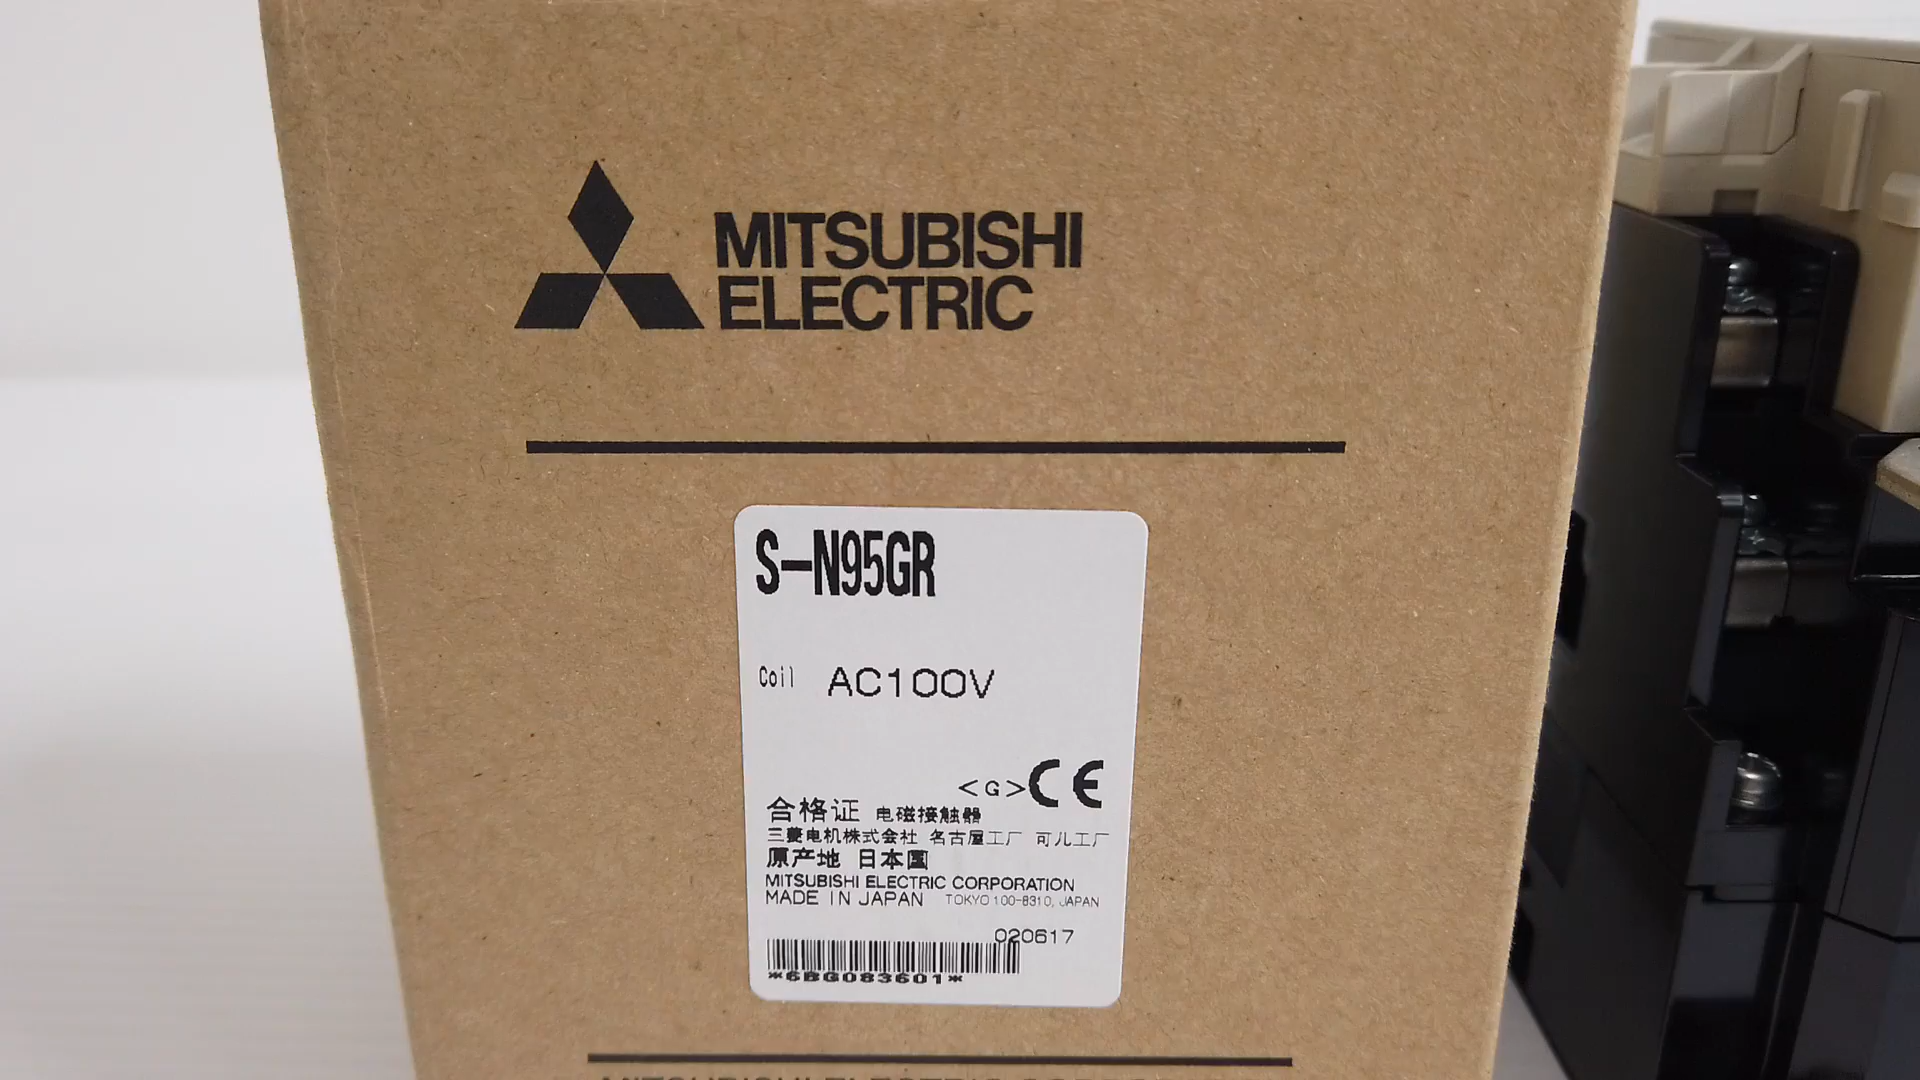 MITSUBISHI
ELECTRIC
S-N95GR
Coil AC100V
<G> CE
合格证 电磁接触器
三菱电机株式会社 名古屋工厂 可儿工厂
原产地 日本国
MITSUBISHI ELECTRIC CORPORATION
MADE IN JAPAN TOKYO 100-8310, JAPAN
020617
*6BG083601*